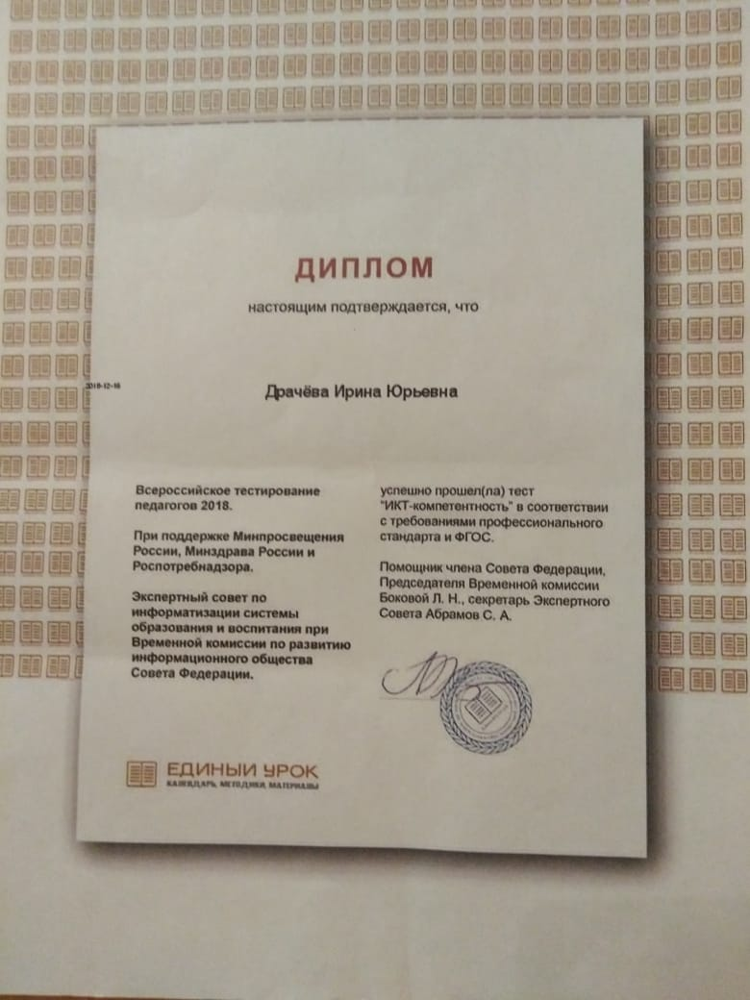 ДИПЛОМ
настоящим подтверждается, что
2018-12-16
Драчёва Ирина Юрьевна
Всероссийское тестирование
педагогов 2018.
При поддержке Минпросвещения
России, Минздрава России и
Роспотребнадзора.
Экспертный совет по
информатизации системы
образования и воспитания при
Временной комиссии по развитию
информационного общества
Совета Федерации.
успешно прошел(ла) тест
"ИКТ-компетентность" в соответствии
с требованиями профессионального
стандарта и ФГОС.
Помощник члена Совета Федерации,
Председателя Временной комиссии
Боковой Л. Н., секретарь Экспертного
Совета Абрамов С. А.
ЕДИНЫЙ УРОК
КАЛЕНДАРЬ, МЕТОДИКИ, МАТЕРИАЛЫ